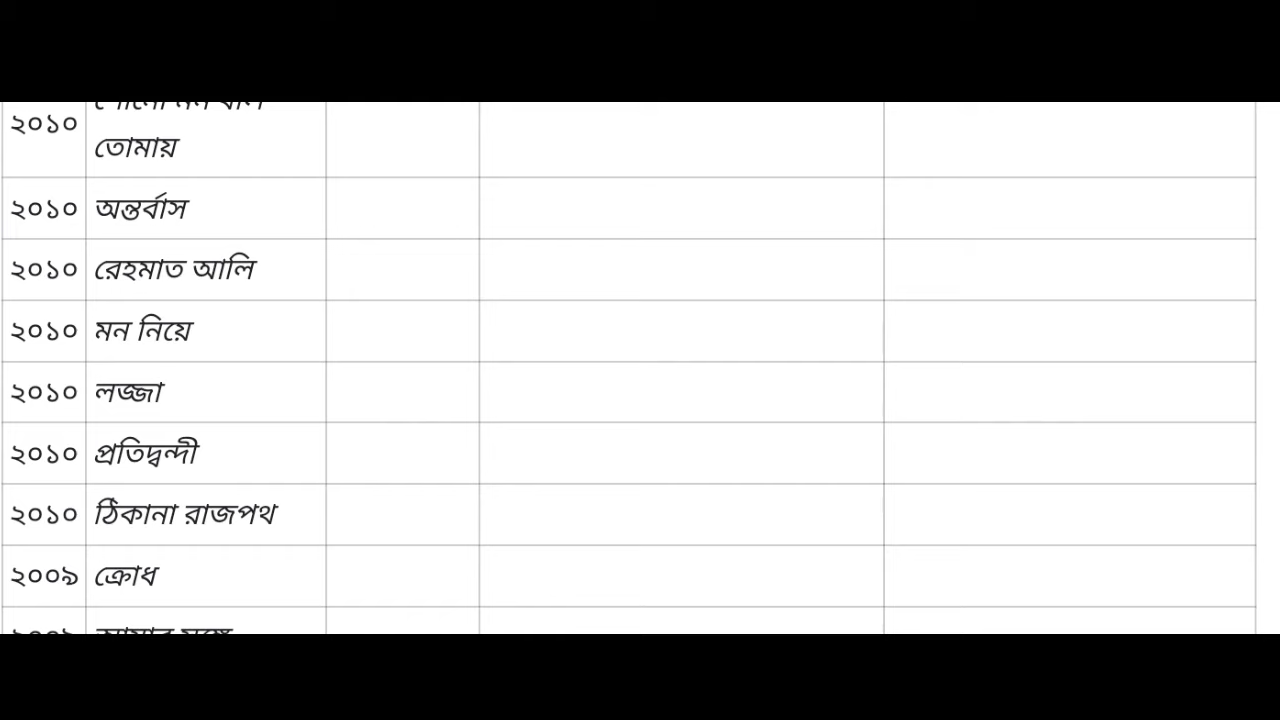 ২০১০
তোমায়
২০১০ অন্তর্বাস
২০১০ রেহমাত আলি
২০১০ মন নিয়ে
২০১০ লজ্জা
২০১০ প্রতিদ্বন্দী
২০১০ ঠিকানা রাজপথ
২০০৯ ক্রোধ